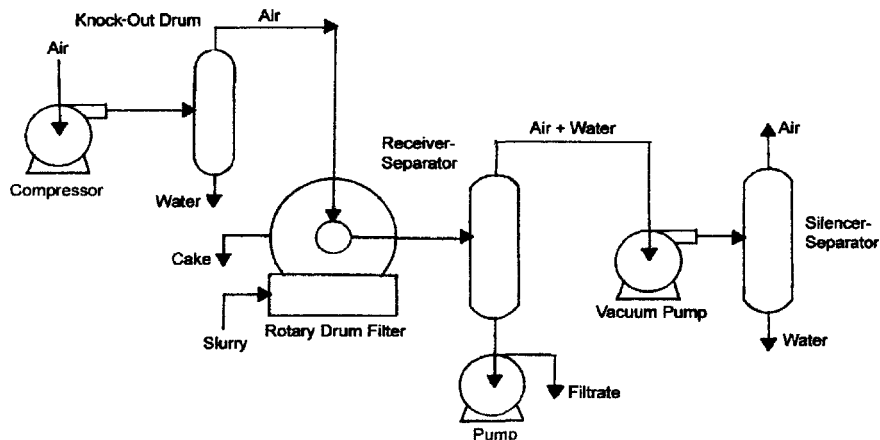 Knock-Out Drum
Air
Air
Compressor
Water
Receiver-
Separator
Air + Water
Air
Silencer-
Separator
Cake
Slurry
Rotary Drum Filter
Vacuum Pump
Water
Filtrate
Pump